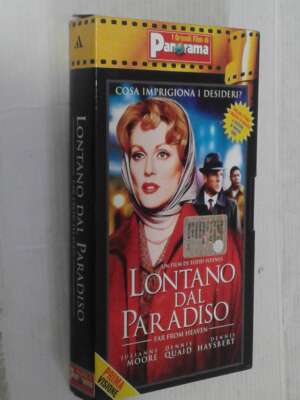 I Grandi Film di
Panorama
COSA IMPRIGIONA I DESIDERI?
UN FILM DI TODD HAYNES
LONTANO
DAL
PARADISO
FAR FROM HEAVEN
JULIANNE DENNIS DENNIS
MOORE QUAID HAYSBERT
PRIMA
VISIONE
LONTANO DAL PARADISO
Panorama